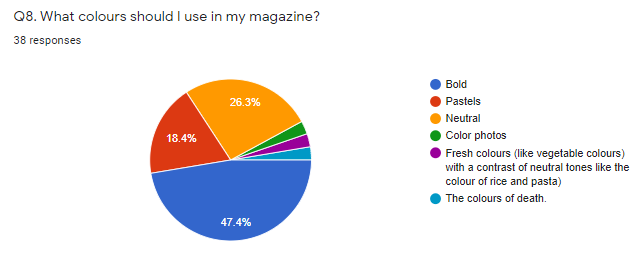 Q8. What colours should I use in my magazine?
38 responses
26.3%
18.4%
47.4%
Bold
Pastels
Neutral
Color photos
Fresh colours (like vegetable colours)
with a contrast of neutral tones like the
colour of rice and pasta)
The colours of death.